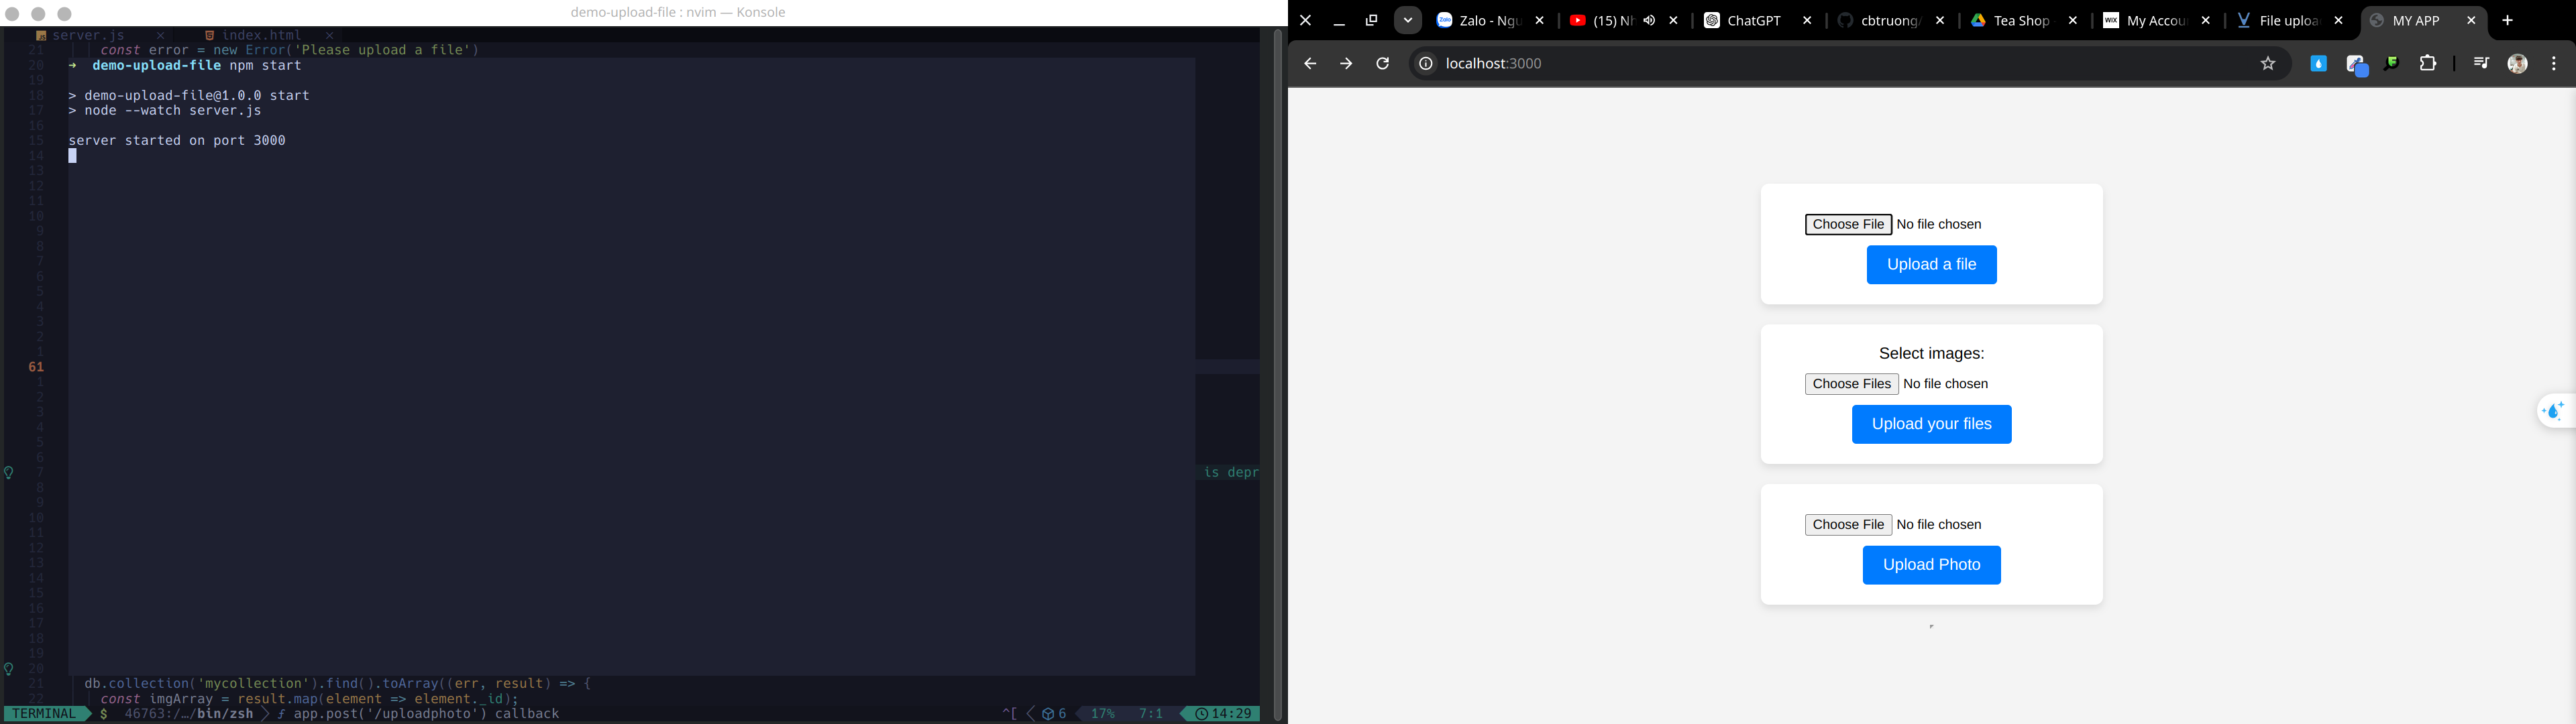 demo-upload-file : nvim — Konsole
server.js × index.html ×
21 const error = new Error('Please upload a file')
20 → demo-upload-file npm start
19
18 > demo-upload-file@1.0.0 start
17 > node --watch server.js
16
15 server started on port 3000
14
13
12
11
10
9
8
7
6
5
4
3
2
1
61
1
2
3
4
5
6
7 is depr
8
9
10
11
12
13
14
15
16
17
18
19
20
21 db.collection('mycollection').find().toArray((err, result) => {
22 const imgArray = result.map(element => element._id);
TERMINAL $ 46763:/…/bin/zsh f app.post('/uploadphoto') callback ^[ 6 17% 7:1 14:29
Zalo - Ngu (15) Nh ChatGPT cbtruong/ Tea Shop WIX My Accou File uploa MY APP
localhost:3000
Choose File No file chosen
Upload a file
Select images:
Choose Files No file chosen
Upload your files
Choose File No file chosen
Upload Photo